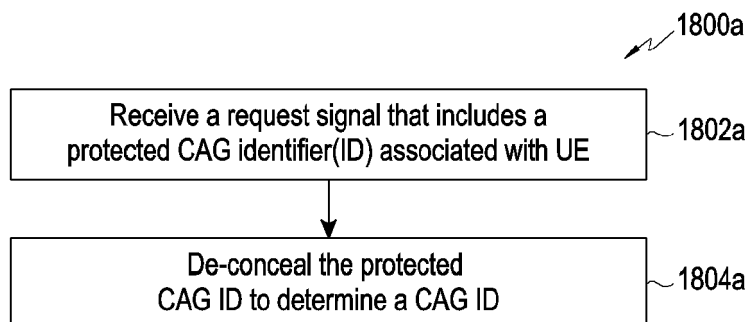 1800a
Receive a request signal that includes a
protected CAG identifier(ID) associated with UE
1802a
De-conceal the protected
CAG ID to determine a CAG ID
1804a